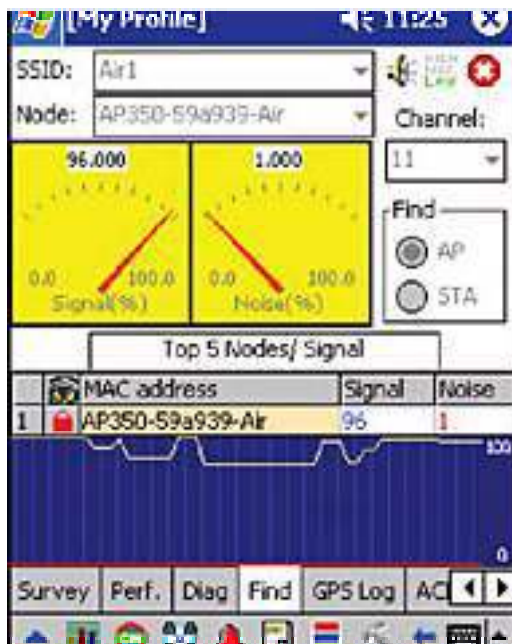 [My Profile] 11:25
SSID: Air1
Node: AP350-59a939-Air
Channel:
11
96.000
0.0 100.0
Signal(%)
1.000
0.0 100.0
Noise(%)
Find
AP
STA
Top 5 Nodes/ Signal
MAC address Signal Noise
1 AP350-59a939-Air 96 1
100
0
Survey Perf. Diag Find GPS Log AC